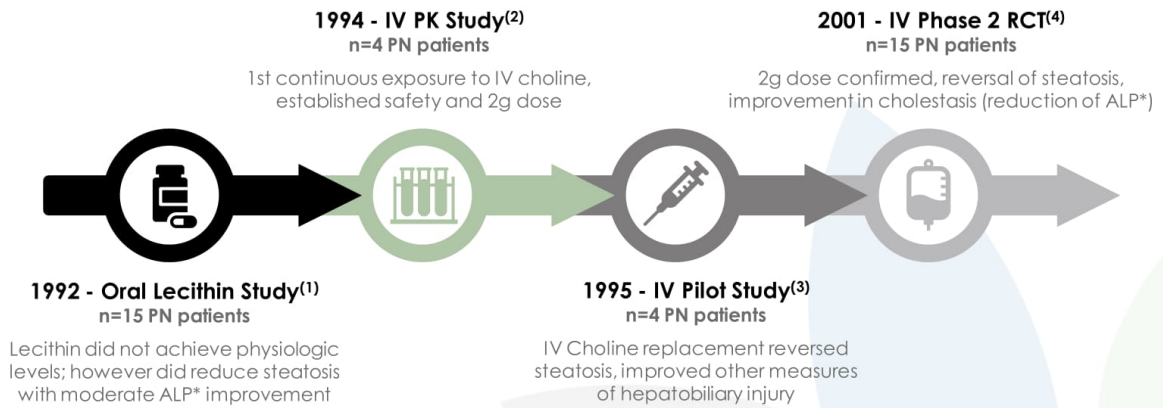 1994 - IV PK Study(2)
n=4 PN patients
1st continuous exposure to IV choline,
established safety and 2g dose
2001 - IV Phase 2 RCT(4)
n=15 PN patients
2g dose confirmed, reversal of steatosis,
improvement in cholestasis (reduction of ALP*)
1992 - Oral Lecithin Study(1)
n=15 PN patients
Lecithin did not achieve physiologic
levels; however did reduce steatosis
with moderate ALP* improvement
1995 - IV Pilot Study(3)
n=4 PN patients
IV Choline replacement reversed
steatosis, improved other measures
of hepatobiliary injury